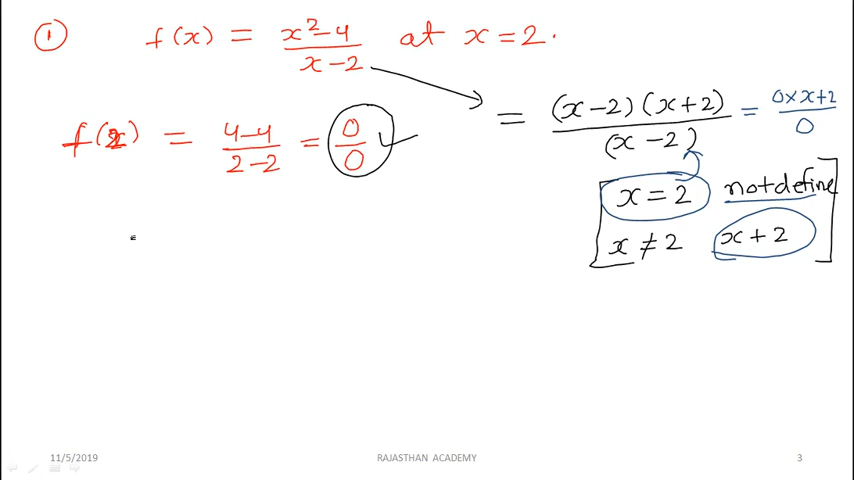 ① f(x) = x²-4 / x-2 at x = 2.
f(2) = 4-4 / 2-2 = 0/0
= (x-2)(x+2) / (x-2) = 0×x+2 / 0
x = 2 notdefine
x ≠ 2 x+2
11/5/2019 RAJASTHAN ACADEMY 3